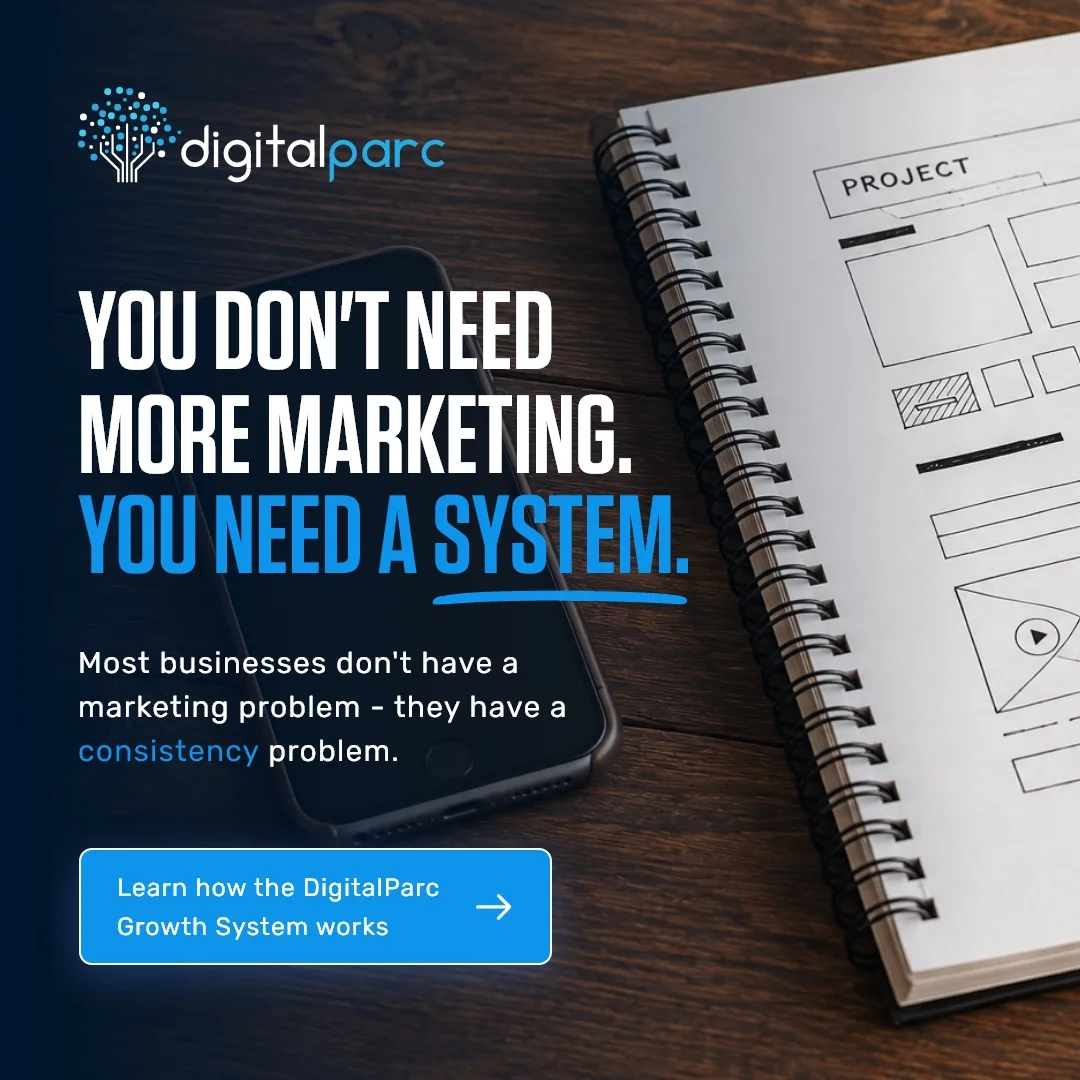 digitalparc
PROJECT
YOU DON'T NEED
MORE MARKETING.
YOU NEED A SYSTEM.
Most businesses don't have a
marketing problem - they have a
consistency problem.
Learn how the DigitalParc
Growth System works